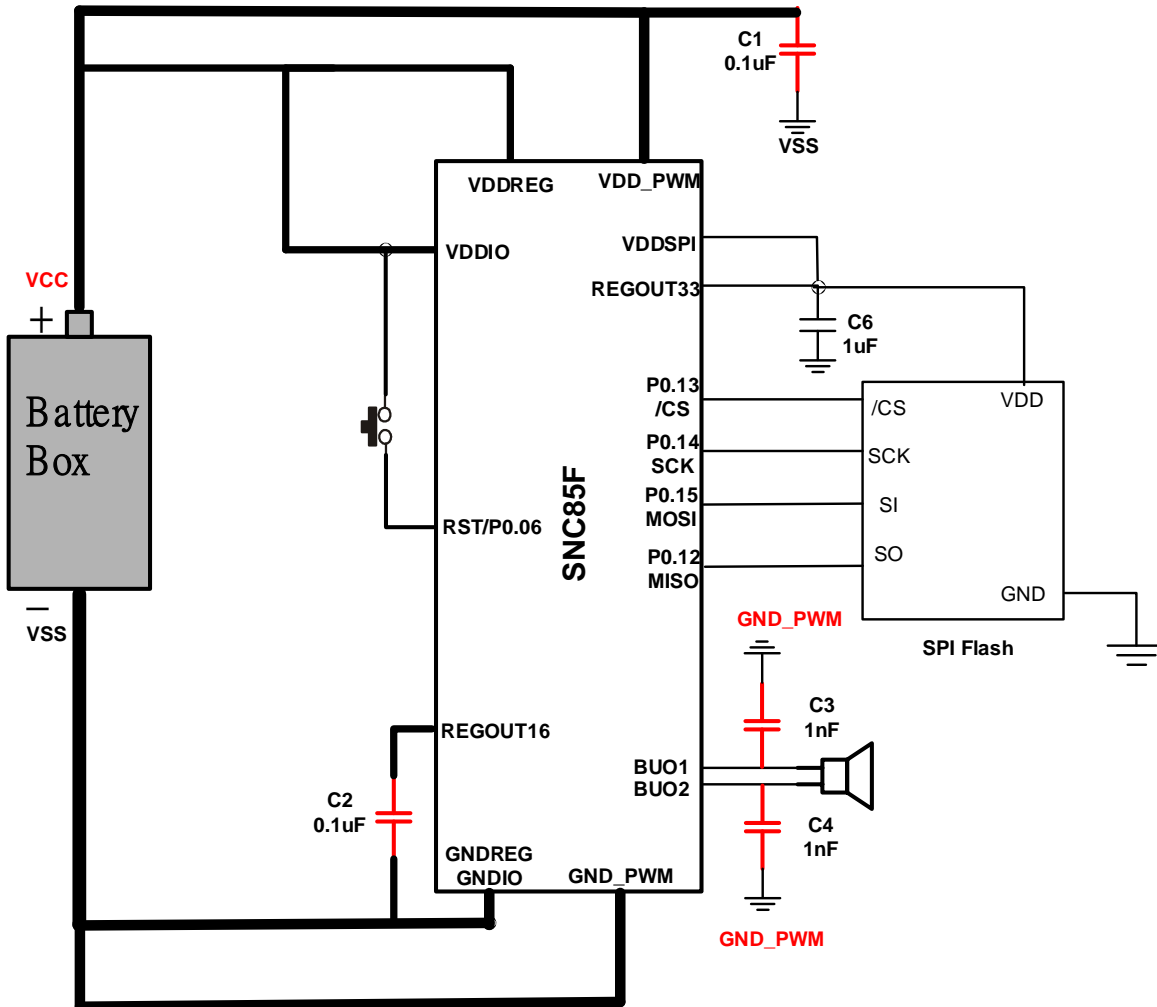 C1
0.1uF
VSS
VDDREG
VDD_PWM
VDDIO
VDDSPI
REGOUT33
VCC
+
Battery
Box
–
VSS
C6
1uF
P0.13
/CS
P0.14
SCK
P0.15
MOSI
P0.12
MISO
/CS
VDD
SCK
SI
SO
GND
SPI Flash
RST/P0.06
SNC85F
GND_PWM
C3
1nF
REGOUT16
BUO1
BUO2
C2
0.1uF
C4
1nF
GNDREG
GNDIO
GND_PWM
GND_PWM